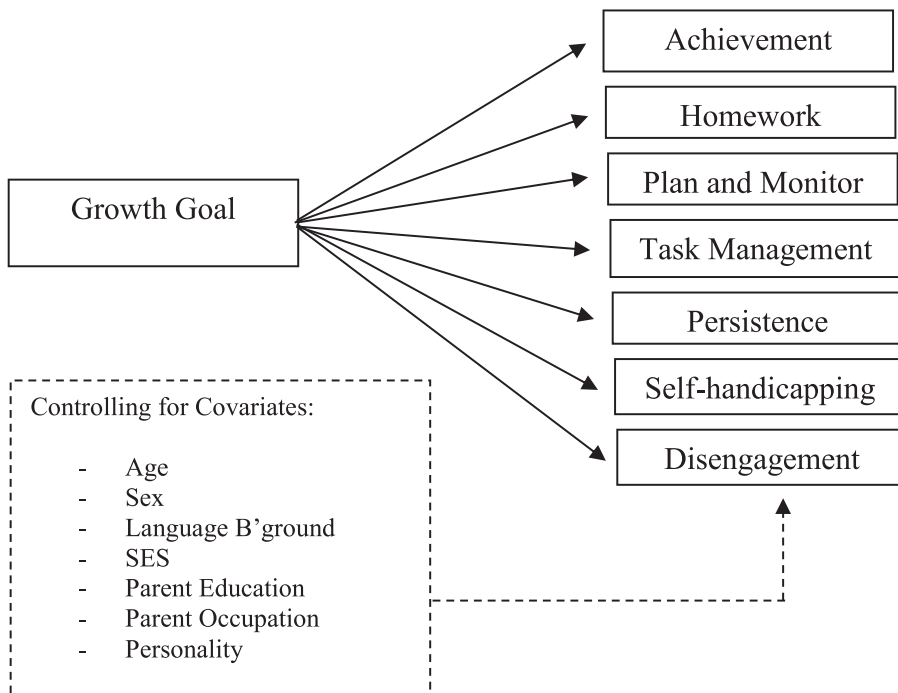 Growth Goal
Achievement
Homework
Plan and Monitor
Task Management
Persistence
Self-handicapping
Disengagement
Controlling for Covariates:
- Age
- Sex
- Language B’ground
- SES
- Parent Education
- Parent Occupation
- Personality